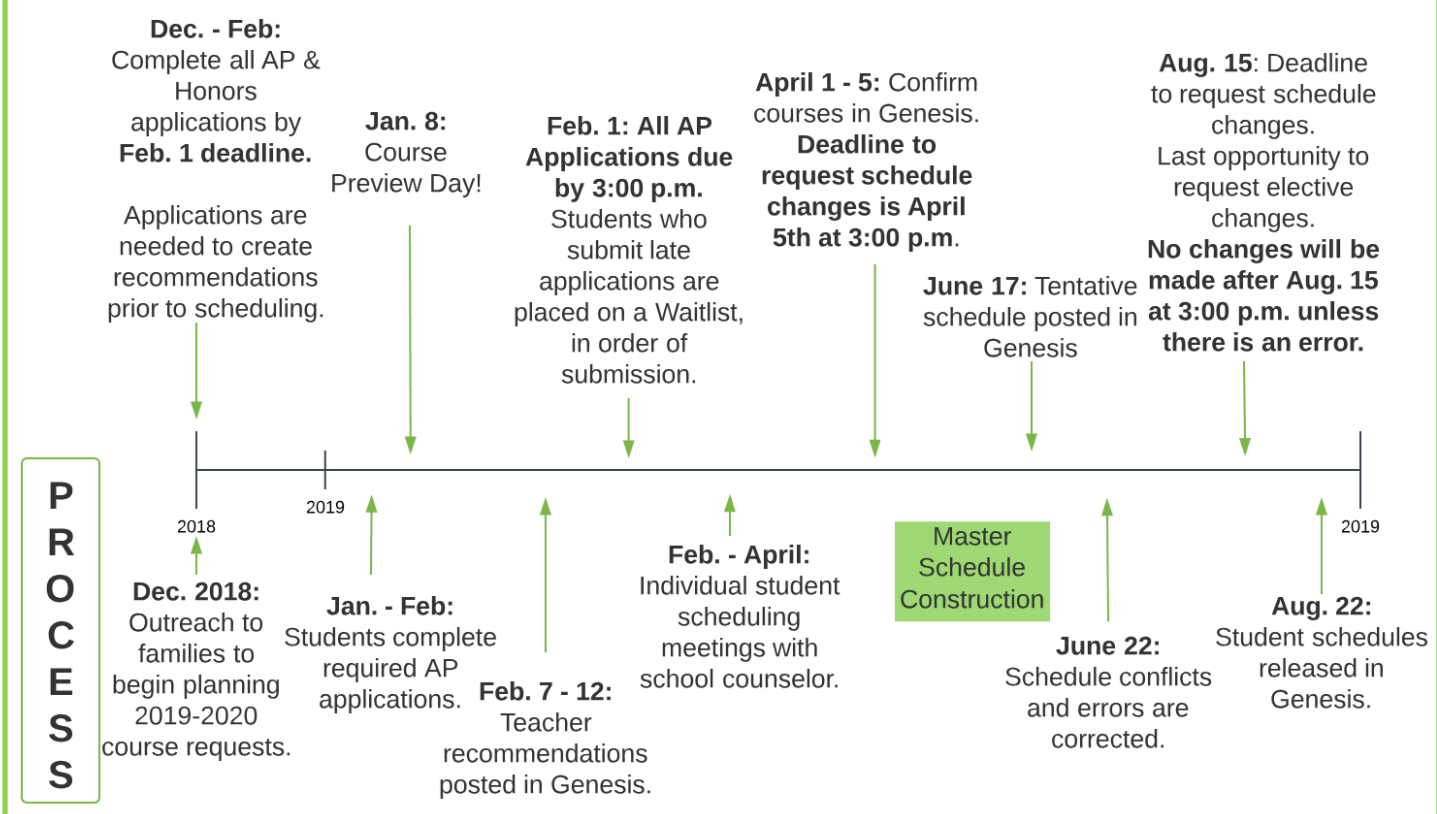 Dec. - Feb:
Complete all AP &
Honors
applications by
Feb. 1 deadline.
Applications are
needed to create
recommendations
prior to scheduling.
Jan. 8:
Course
Preview Day!
Feb. 1: All AP
Applications due
by 3:00 p.m.
Students who
submit late
applications are
placed on a Waitlist,
in order of
submission.
April 1 - 5: Confirm
courses in Genesis.
Deadline to
request schedule
changes is April
5th at 3:00 p.m.
June 17: Tentative
schedule posted in
Genesis
Aug. 15: Deadline
to request schedule
changes.
Last opportunity to
request elective
changes.
No changes will be
made after Aug. 15
at 3:00 p.m. unless
there is an error.
P
R
O
C
E
S
S
2018
2019
2019
Dec. 2018:
Outreach to
families to
begin planning
2019-2020
course requests.
Jan. - Feb:
Students complete
required AP
applications.
Feb. 7 - 12:
Teacher
recommendations
posted in Genesis.
Feb. - April:
Individual student
scheduling
meetings with
school counselor.
Master
Schedule
Construction
June 22:
Schedule conflicts
and errors are
corrected.
Aug. 22:
Student schedules
released in
Genesis.